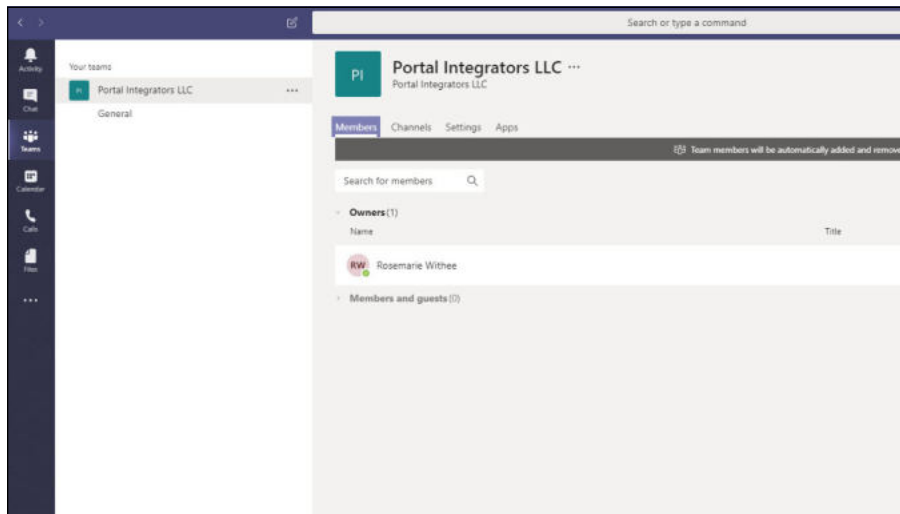 Search or type a command
Activity
Chat
Teams
Calendar
Calls
Files
Your teams
PI Portal Integrators LLC
General
PI
Portal Integrators LLC
Portal Integrators LLC
Members Channels Settings Apps
Team members will be automatically added and remove
Search for members
Owners(1)
Name Title
RW Rosemarie Withee
Members and guests(0)